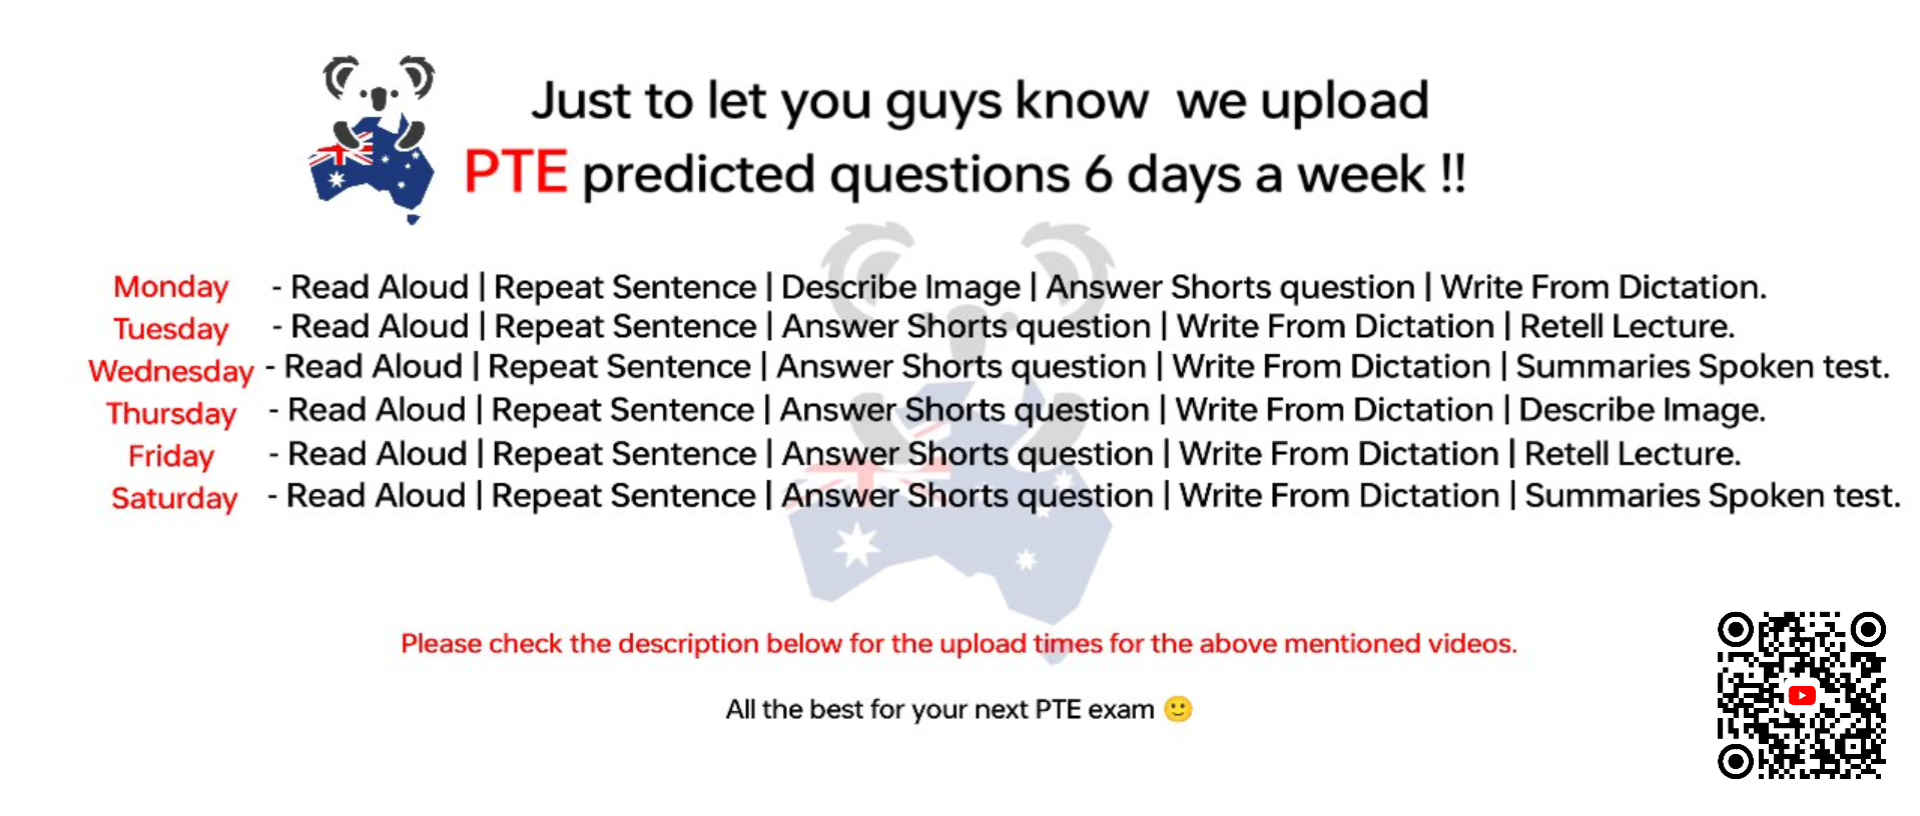 Just to let you guys know we upload
PTE predicted questions 6 days a week !!
Monday - Read Aloud | Repeat Sentence | Describe Image | Answer Shorts question | Write From Dictation.
Tuesday - Read Aloud | Repeat Sentence | Answer Shorts question | Write From Dictation | Retell Lecture.
Wednesday - Read Aloud | Repeat Sentence | Answer Shorts question | Write From Dictation | Summaries Spoken test.
Thursday - Read Aloud | Repeat Sentence | Answer Shorts question | Write From Dictation | Describe Image.
Friday - Read Aloud | Repeat Sentence | Answer Shorts question | Write From Dictation | Retell Lecture.
Saturday - Read Aloud | Repeat Sentence | Answer Shorts question | Write From Dictation | Summaries Spoken test.
Please check the description below for the upload times for the above mentioned videos.
All the best for your next PTE exam 🙂